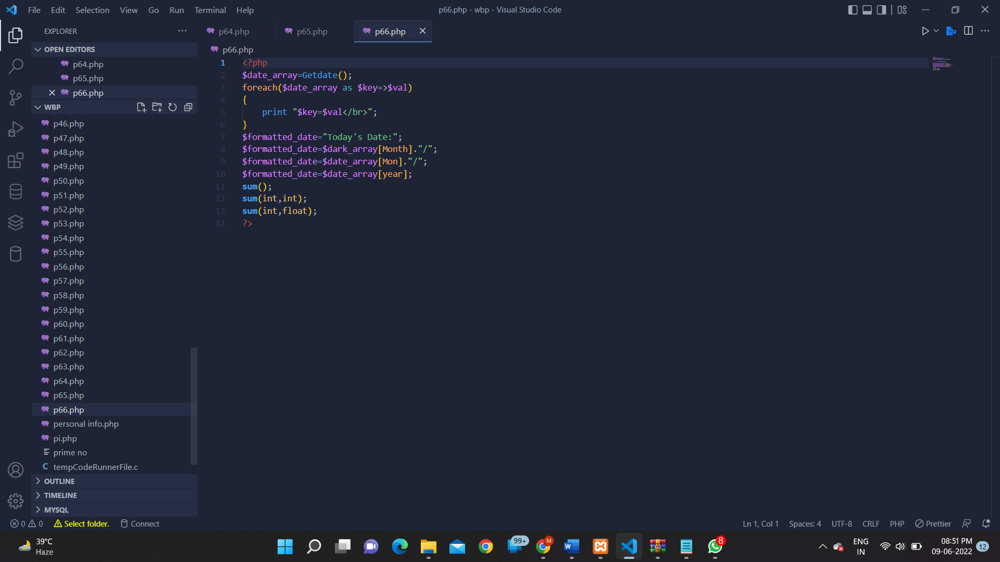 File Edit Selection View Go Run Terminal Help
p66.php - wbp - Visual Studio Code
EXPLORER
p64.php
p65.php
p66.php
OPEN EDITORS
p64.php
p65.php
p66.php
WBP
p46.php
p47.php
p48.php
p49.php
p50.php
p51.php
p52.php
p53.php
p54.php
p55.php
p56.php
p57.php
p58.php
p59.php
p60.php
p61.php
p62.php
p63.php
p64.php
p65.php
p66.php
personal info.php
pi.php
prime no
C tempCodeRunnerFile.c
OUTLINE
TIMELINE
MYSQL
p66.php
1 <?php
2 $date_array=Getdate();
3 foreach($date_array as $key=>$val)
4 {
5     print "$key=$val</br>";
6 }
7 $formatted_date="Today's Date:";
8 $formatted_date=$dark_array[Month]."/";
9 $formatted_date=$date_array[Mon]."/";
10 $formatted_date=$date_array[year];
11 sum();
12 sum(int,int);
13 sum(int,float);
14 ?>
0 0 Select folder. Connect
Ln 1, Col 1 Spaces: 4 UTF-8 CRLF PHP Prettier
39°C
Haze
99+
M
W
8
ENG
IN
08:51 PM
09-06-2022
12